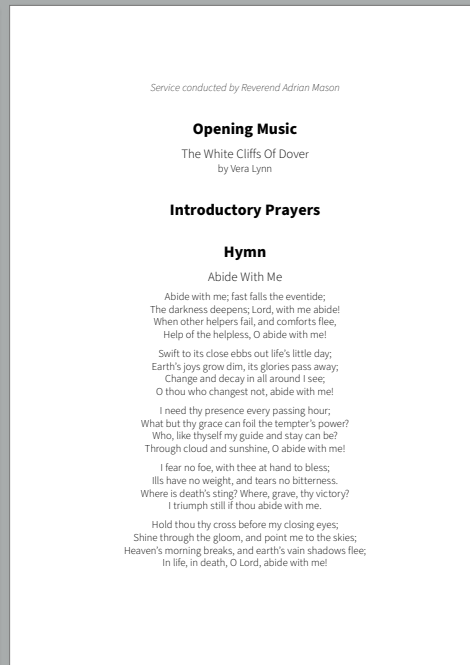 Service conducted by Reverend Adrian Mason
Opening Music
The White Cliffs Of Dover
by Vera Lynn
Introductory Prayers
Hymn
Abide With Me
Abide with me; fast falls the eventide;
The darkness deepens; Lord, with me abide!
When other helpers fail, and comforts flee,
Help of the helpless, O abide with me!
Swift to its close ebbs out life's little day;
Earth's joys grow dim, its glories pass away;
Change and decay in all around I see;
O thou who changest not, abide with me!
I need thy presence every passing hour;
What but thy grace can foil the tempter's power?
Who, like thyself my guide and stay can be?
Through cloud and sunshine, O abide with me!
I fear no foe, with thee at hand to bless;
Ills have no weight, and tears no bitterness.
Where is death's sting? Where, grave, thy victory?
I triumph still if thou abide with me.
Hold thou thy cross before my closing eyes;
Shine through the gloom, and point me to the skies;
Heaven's morning breaks, and earth's vain shadows flee;
In life, in death, O Lord, abide with me!